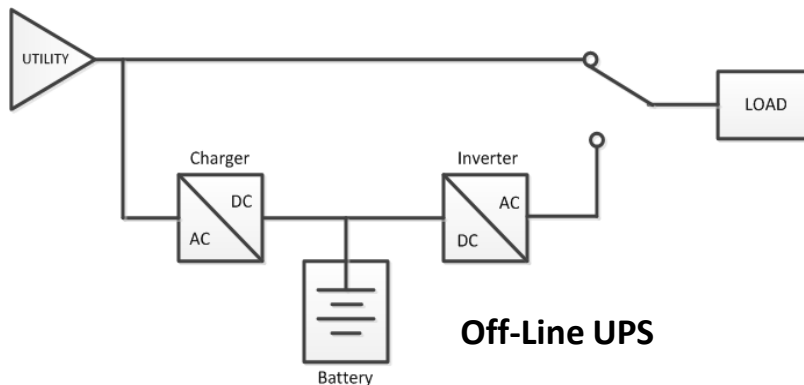 UTILITY
LOAD
Charger
Inverter
DC
AC
AC
DC
Off-Line UPS
Battery